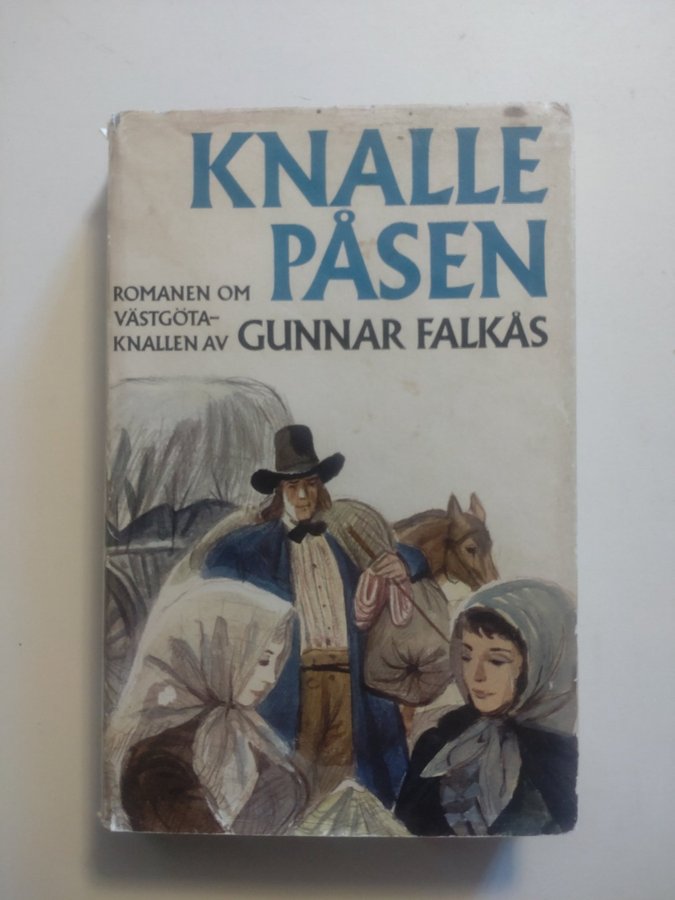 KNALLE
PÅSEN
ROMANEN OM
VÄSTGÖTA-
KNALLEN AV GUNNAR FALKÅS